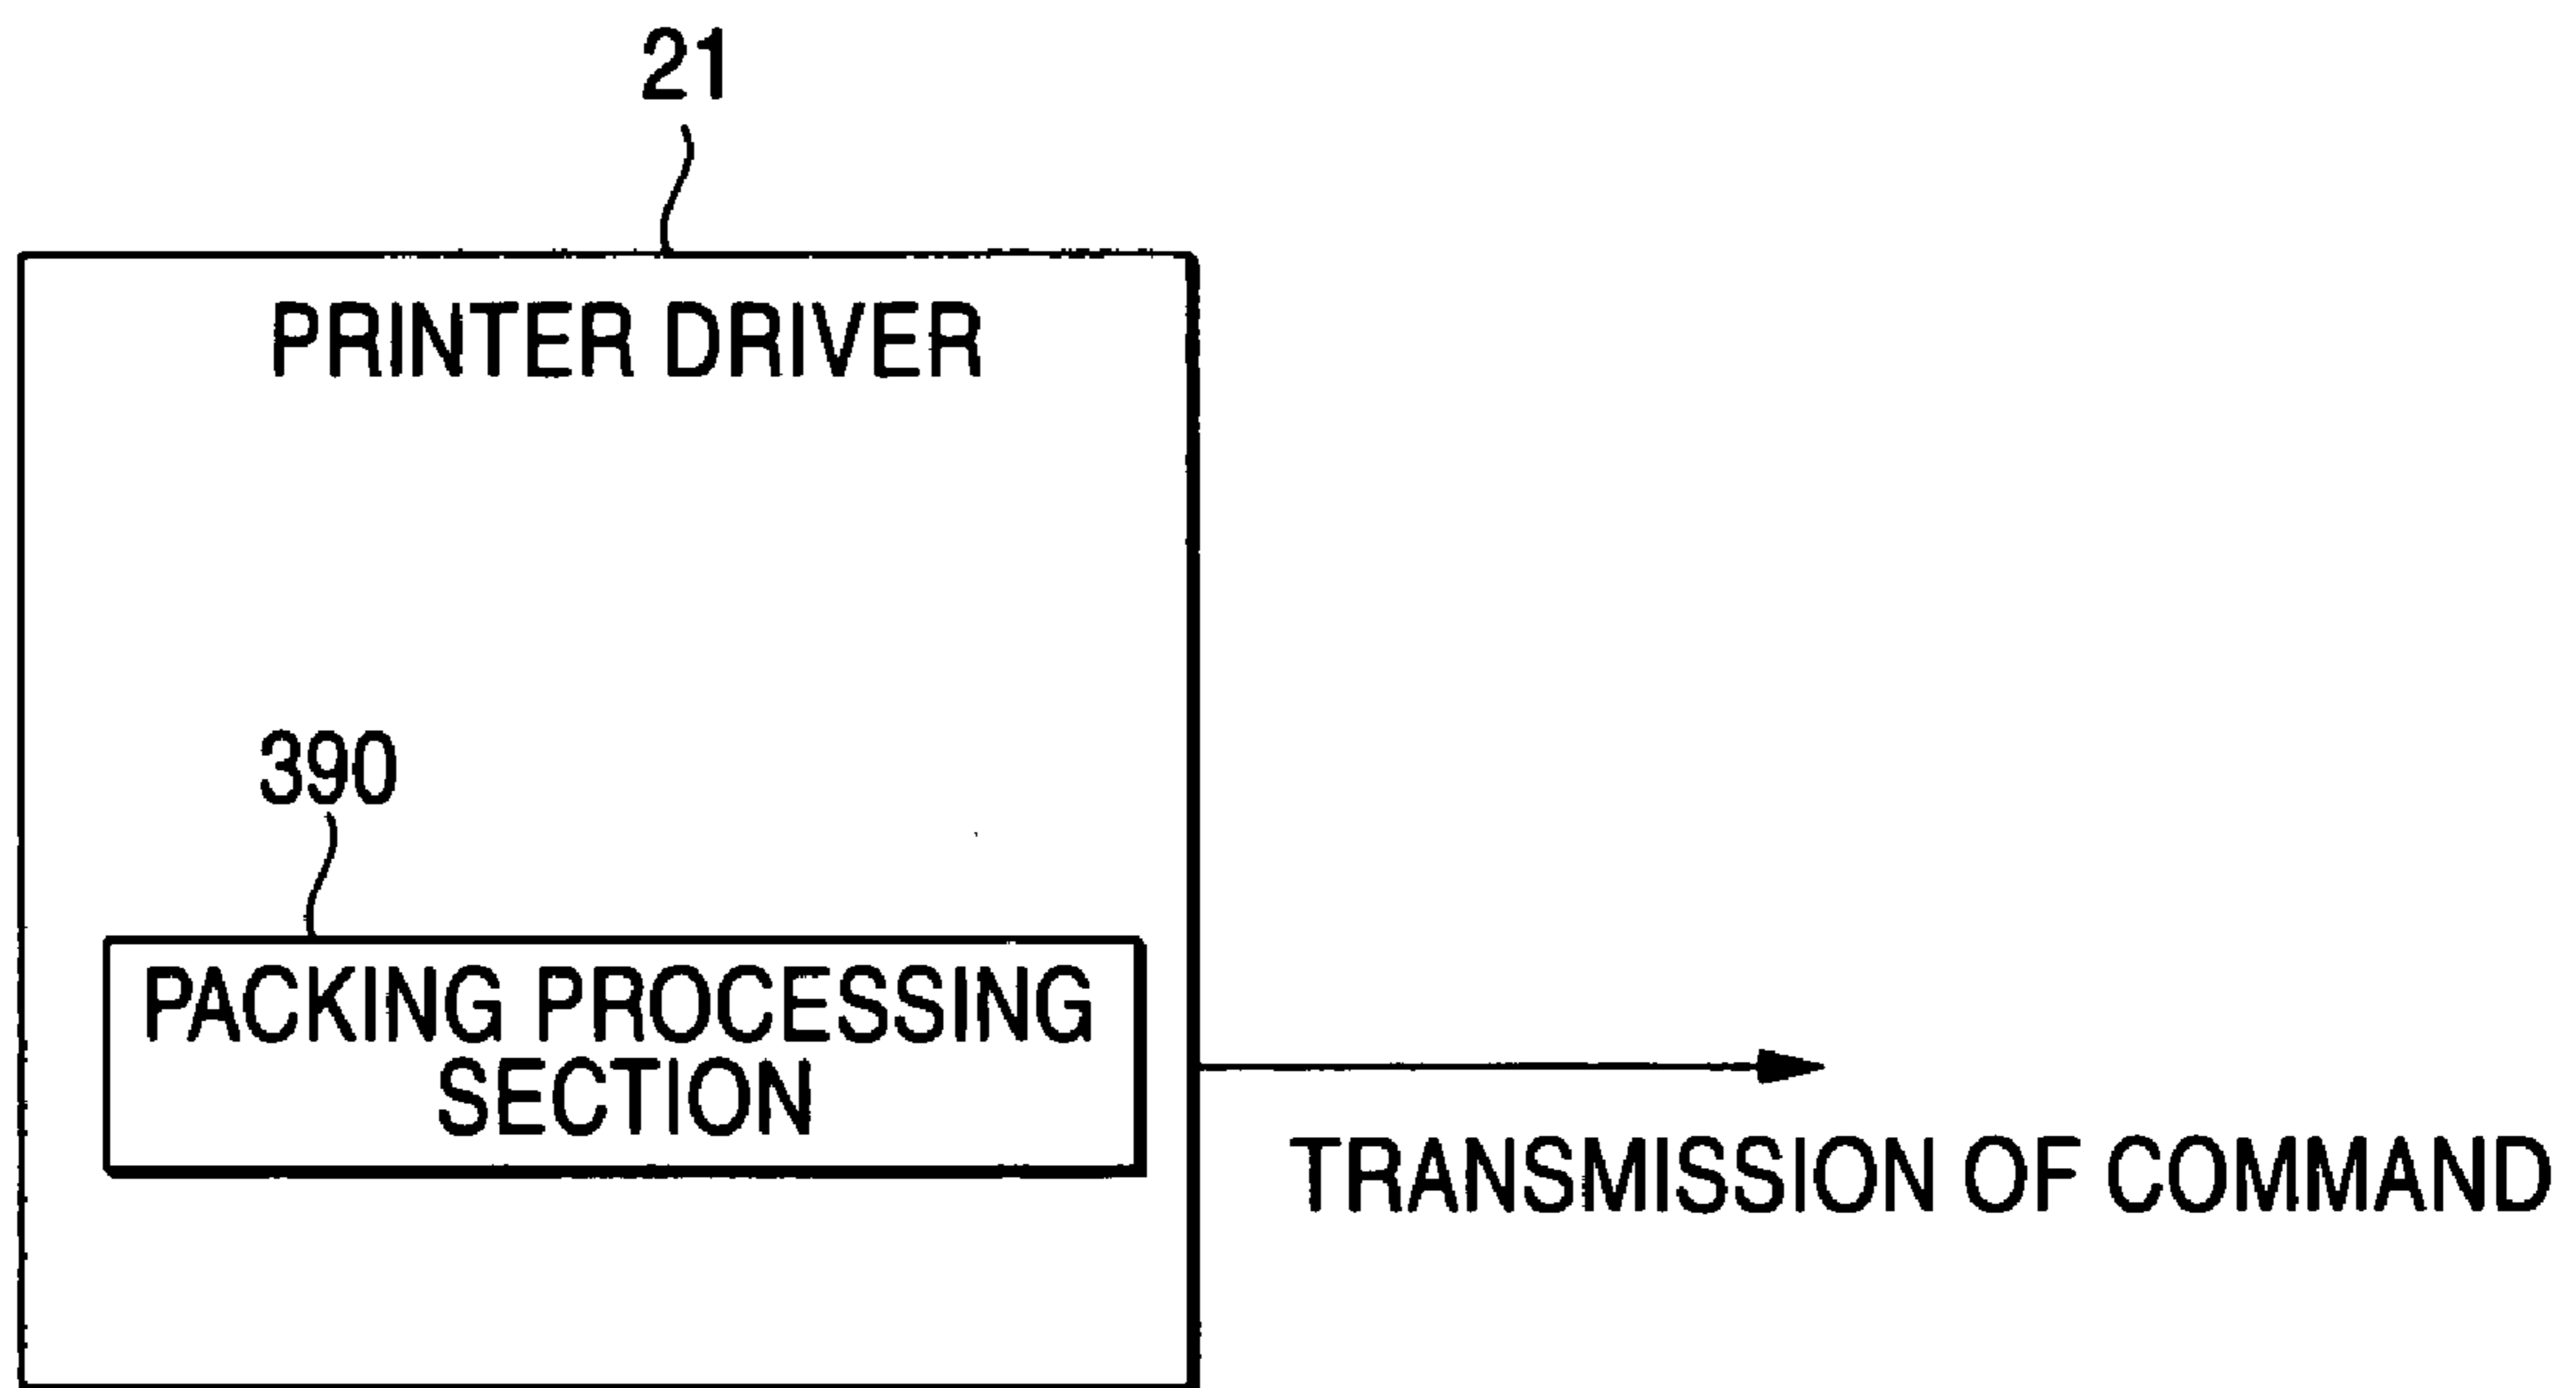 21
PRINTER DRIVER
390
PACKING PROCESSING
SECTION
TRANSMISSION OF COMMAND